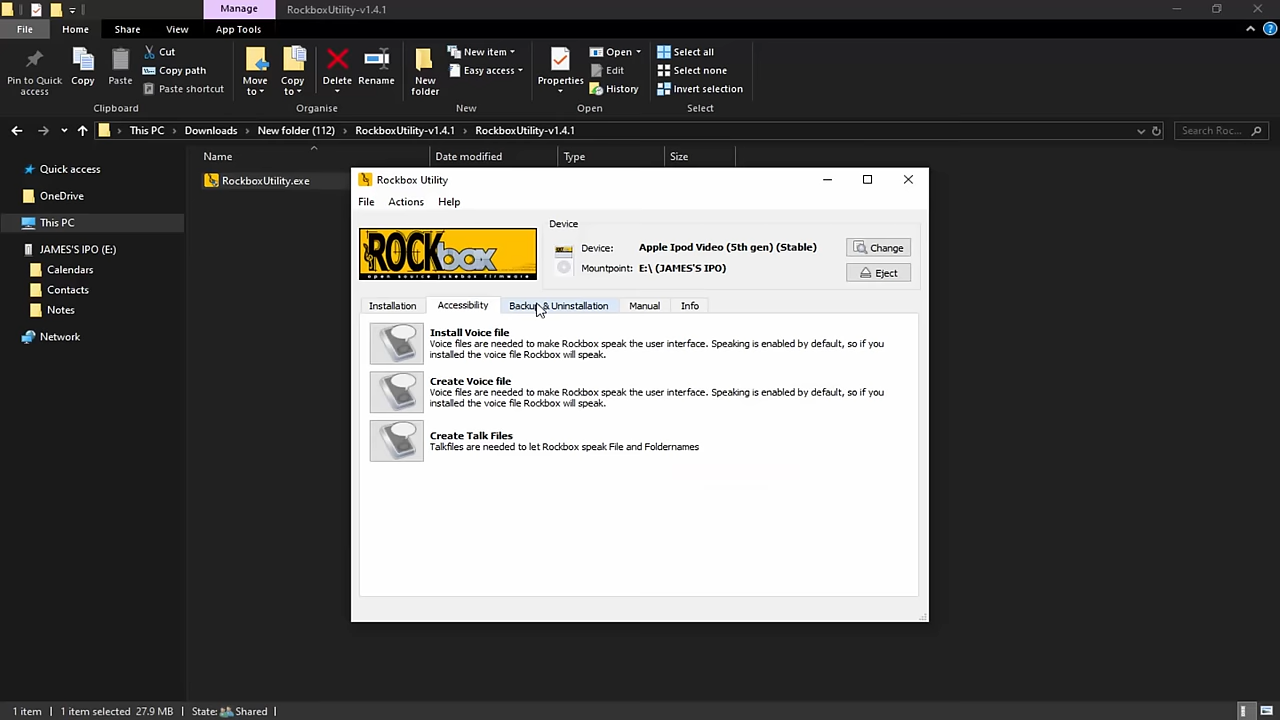 Manage
RockboxUtility-v1.4.1
File
Home
Share
View
App Tools
Pin to Quick access
Copy
Paste
Cut
Copy path
Paste shortcut
Clipboard
Move to
Copy to
Delete
Rename
Organise
New folder
New item
Easy access
New
Properties
Open
Edit
History
Open
Select all
Select none
Invert selection
Select
This PC › Downloads › New folder (112) › RockboxUtility-v1.4.1 › RockboxUtility-v1.4.1
Search Roc...
Quick access
OneDrive
This PC
JAMES'S IPO (E:)
Calendars
Contacts
Notes
Network
Name
Date modified
Type
Size
RockboxUtility.exe
Rockbox Utility
File
Actions
Help
ROCKbox
open source jukebox firmware
Device
Device: Apple Ipod Video (5th gen) (Stable)
Change
Mountpoint: E:\ (JAMES'S IPO)
Eject
Installation
Accessibility
Backup & Uninstallation
Manual
Info
Install Voice file
Voice files are needed to make Rockbox speak the user interface. Speaking is enabled by default, so if you
installed the voice file Rockbox will speak.
Create Voice file
Voice files are needed to make Rockbox speak the user interface. Speaking is enabled by default, so if you
installed the voice file Rockbox will speak.
Create Talk Files
Talkfiles are needed to let Rockbox speak File and Foldernames
1 item
1 item selected 27.9 MB
State: Shared